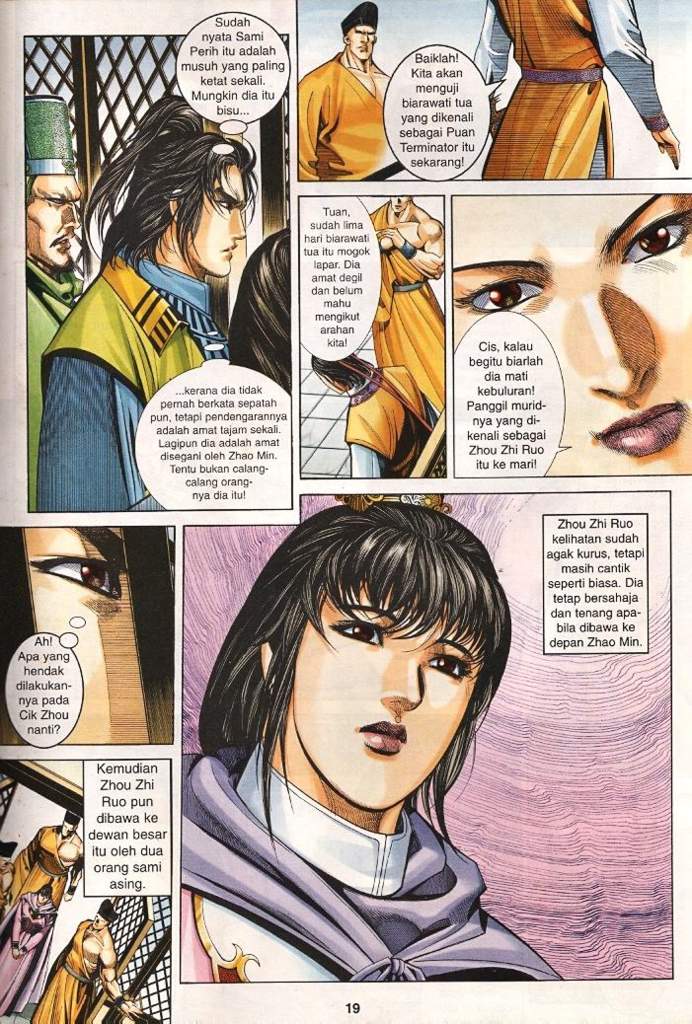 Sudah
nyata Sami
Perih itu adalah
musuh yang paling
ketat sekali.
Mungkin dia itu
bisu...
...kerana dia tidak
pernah berkata sepatah
pun, tetapi pendengarannya
adalah amat tajam sekali.
Lagipun dia adalah amat
disegani oleh Zhao Min.
Tentu bukan calang-
calang orang-
nya dia itu!
Baiklah!
Kita akan
menguji
biarawati tua
yang dikenali
sebagai Puan
Terminator itu
sekarang!
Tuan,
sudah lima
hari biarawati
tua itu mogok
lapar. Dia
amat degil
dan belum
mahu
mengikut
arahan
kita!
Cis, kalau
begitu biarlah
dia mati
kebuluran!
Panggil murid-
nya yang di-
kenali sebagai
Zhou Zhi Ruo
itu ke mari!
Ah!
Apa yang
hendak
dilakukan-
nya pada
Cik Zhou
nanti?
Kemudian
Zhou Zhi
Ruo pun
dibawa ke
dewan besar
itu oleh dua
orang sami
asing.
Zhou Zhi Ruo
kelihatan sudah
agak kurus, tetapi
masih cantik
seperti biasa. Dia
tetap bersahaja
dan tenang apa-
bila dibawa ke
depan Zhao Min.
19